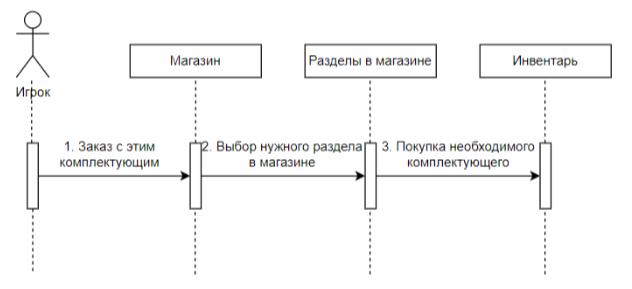 Игрок
Магазин
Разделы в магазине
Инвентарь
1. Заказ с этим
комплектующим
2. Выбор нужного раздела
в магазине
3. Покупка необходимого
комплектующего